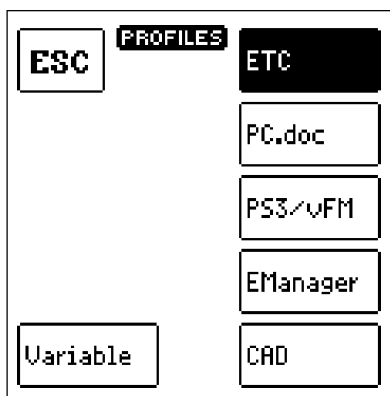 ESC
PROFILES
ETC
PC.doc
PS3/vFM
EManager
Variable
CAD